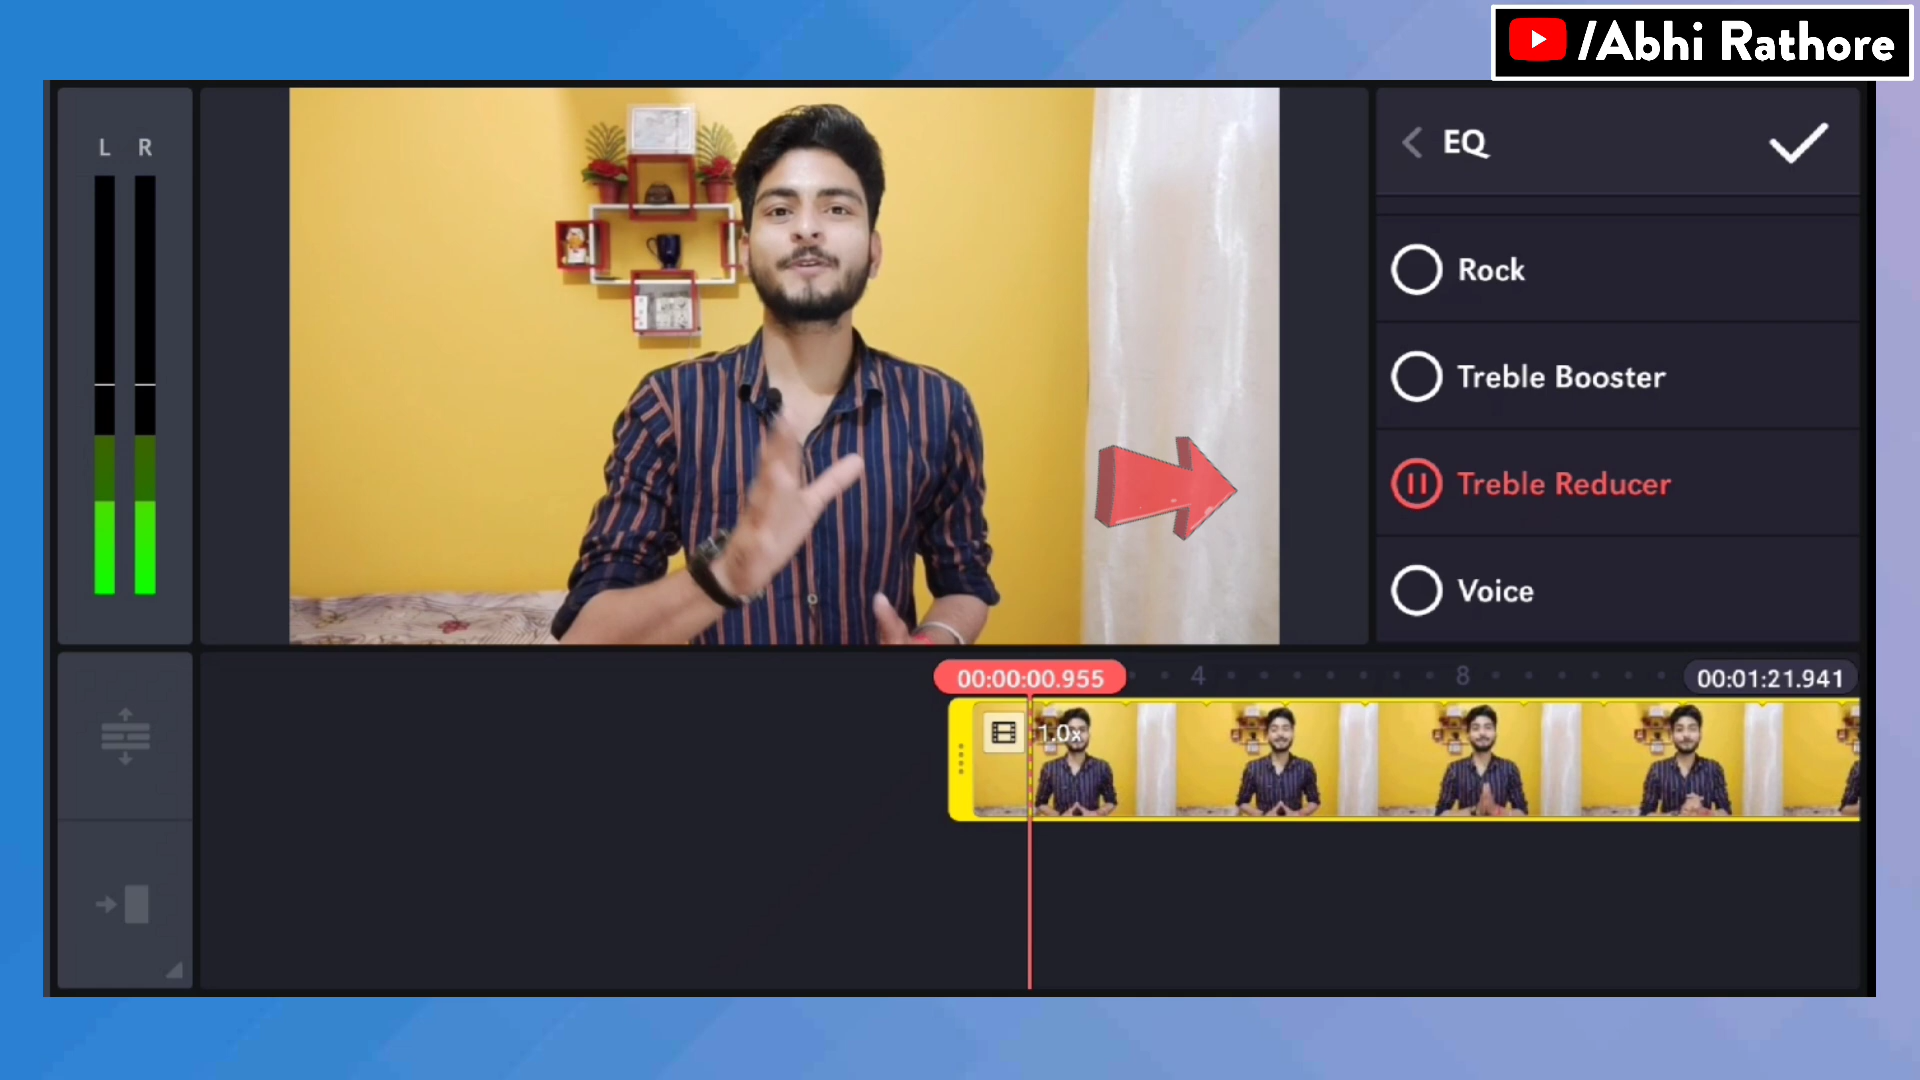 /Abhi Rathore
L R
EQ
Rock
Treble Booster
Treble Reducer
Voice
00:00:00.955
4
8
00:01:21.941
1.0x